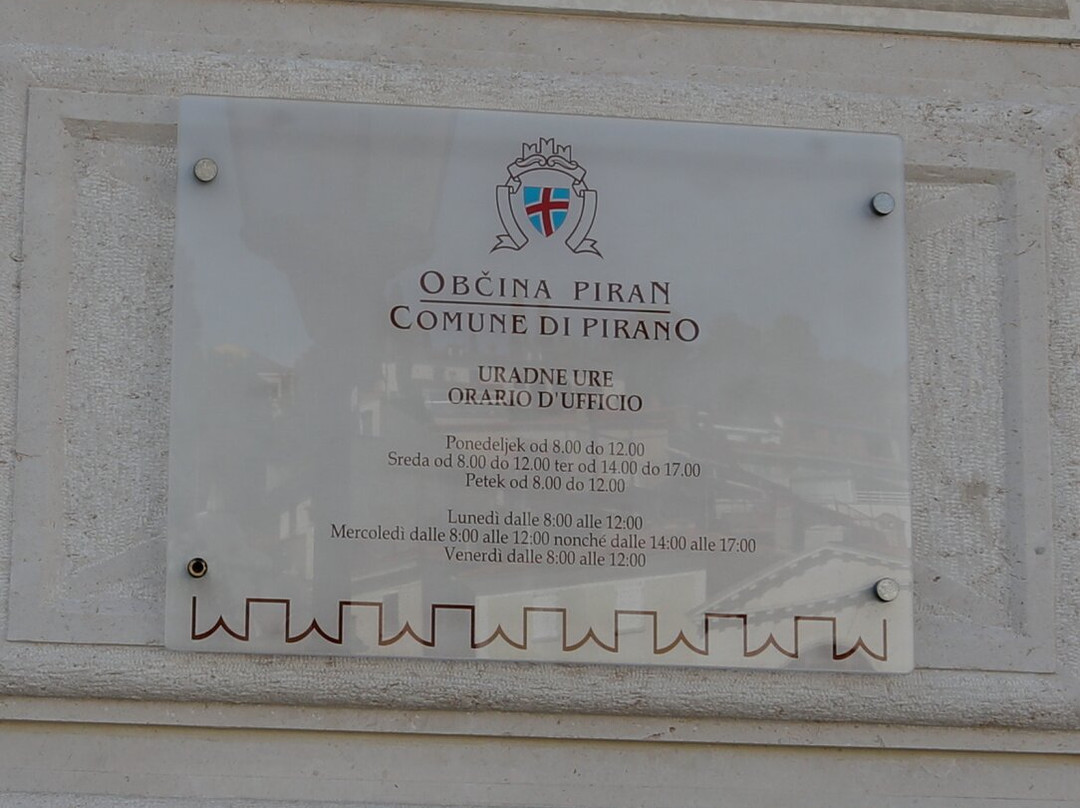 OBČINA PIRAN
COMUNE DI PIRANO
URADNE URE
ORARIO D'UFFICIO
Ponedeljek od 8.00 do 12.00
Sreda od 8.00 do 12.00 ter od 14.00 do 17.00
Petek od 8.00 do 12.00
Lunedì dalle 8:00 alle 12:00
Mercoledì dalle 8:00 alle 12:00 nonché dalle 14:00 alle 17:00
Venerdì dalle 8:00 alle 12:00